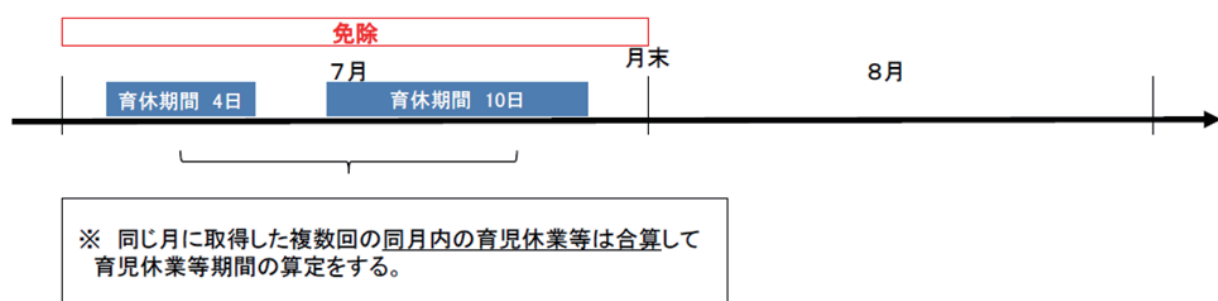 免除
月末
7月
8月
育休期間 4日
育休期間 10日
※ 同じ月に取得した複数回の同月内の育児休業等は合算して
育児休業等期間の算定をする。